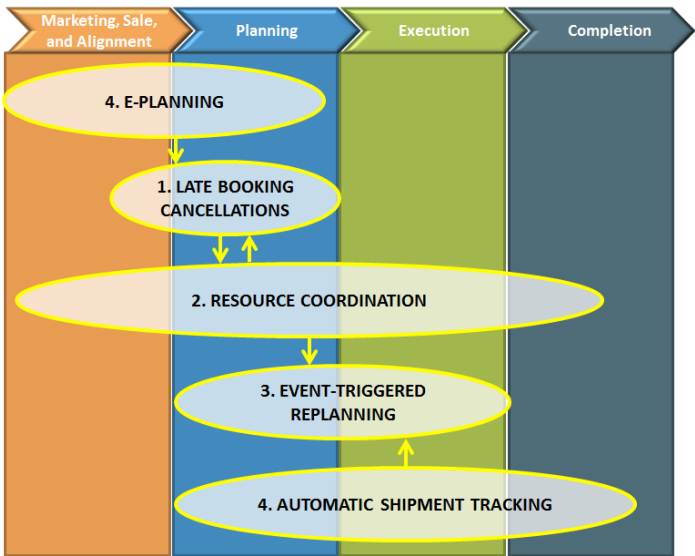 Marketing, Sale,
and Alignment
Planning
Execution
Completion
4. E-PLANNING
1. LATE BOOKING
CANCELLATIONS
2. RESOURCE COORDINATION
3. EVENT-TRIGGERED
REPLANNING
4. AUTOMATIC SHIPMENT TRACKING